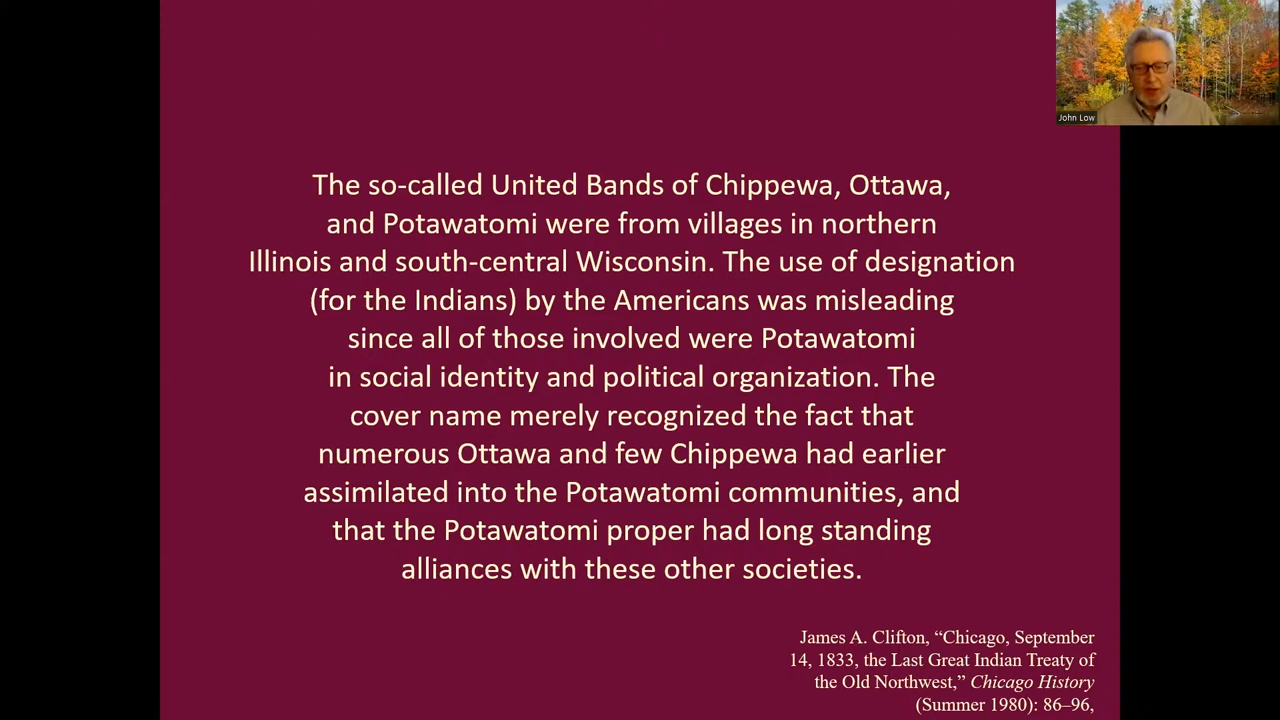 John Low
The so-called United Bands of Chippewa, Ottawa,
and Potawatomi were from villages in northern
Illinois and south-central Wisconsin. The use of designation
(for the Indians) by the Americans was misleading
since all of those involved were Potawatomi
in social identity and political organization. The
cover name merely recognized the fact that
numerous Ottawa and few Chippewa had earlier
assimilated into the Potawatomi communities, and
that the Potawatomi proper had long standing
alliances with these other societies.
James A. Clifton, “Chicago, September
14, 1833, the Last Great Indian Treaty of
the Old Northwest,” Chicago History
(Summer 1980): 86–96,